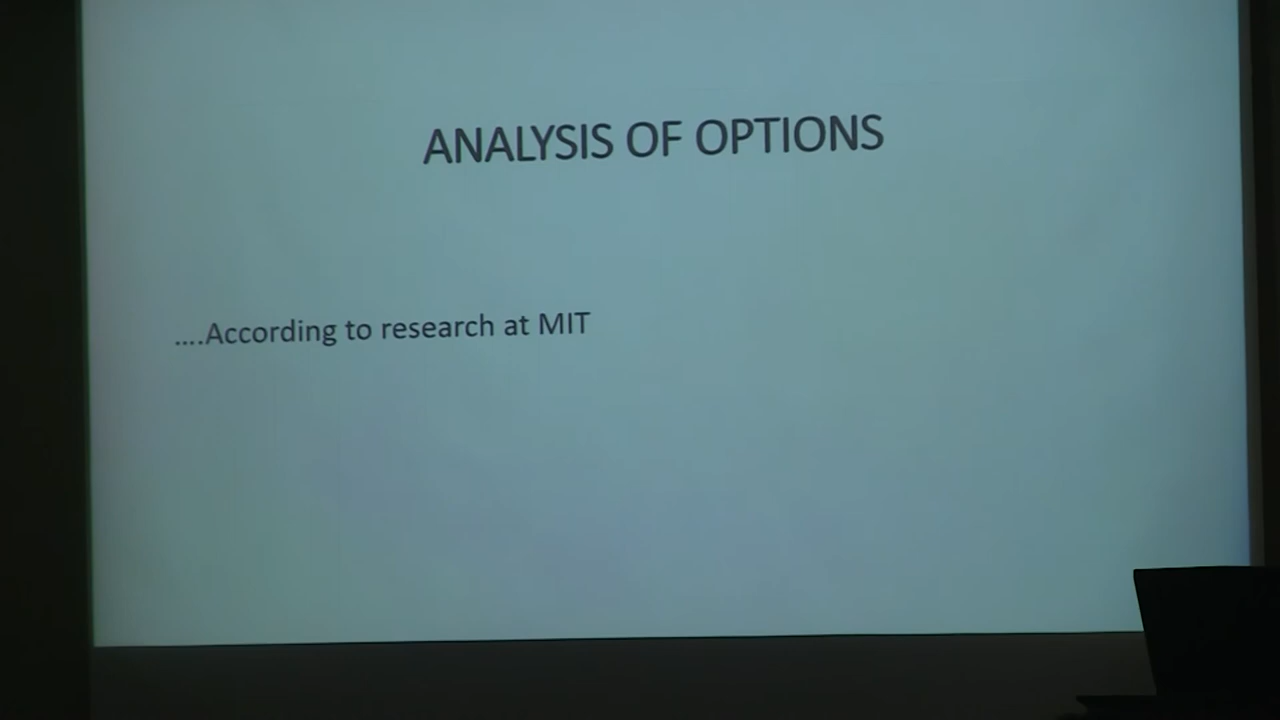 ANALYSIS OF OPTIONS
....According to research at MIT